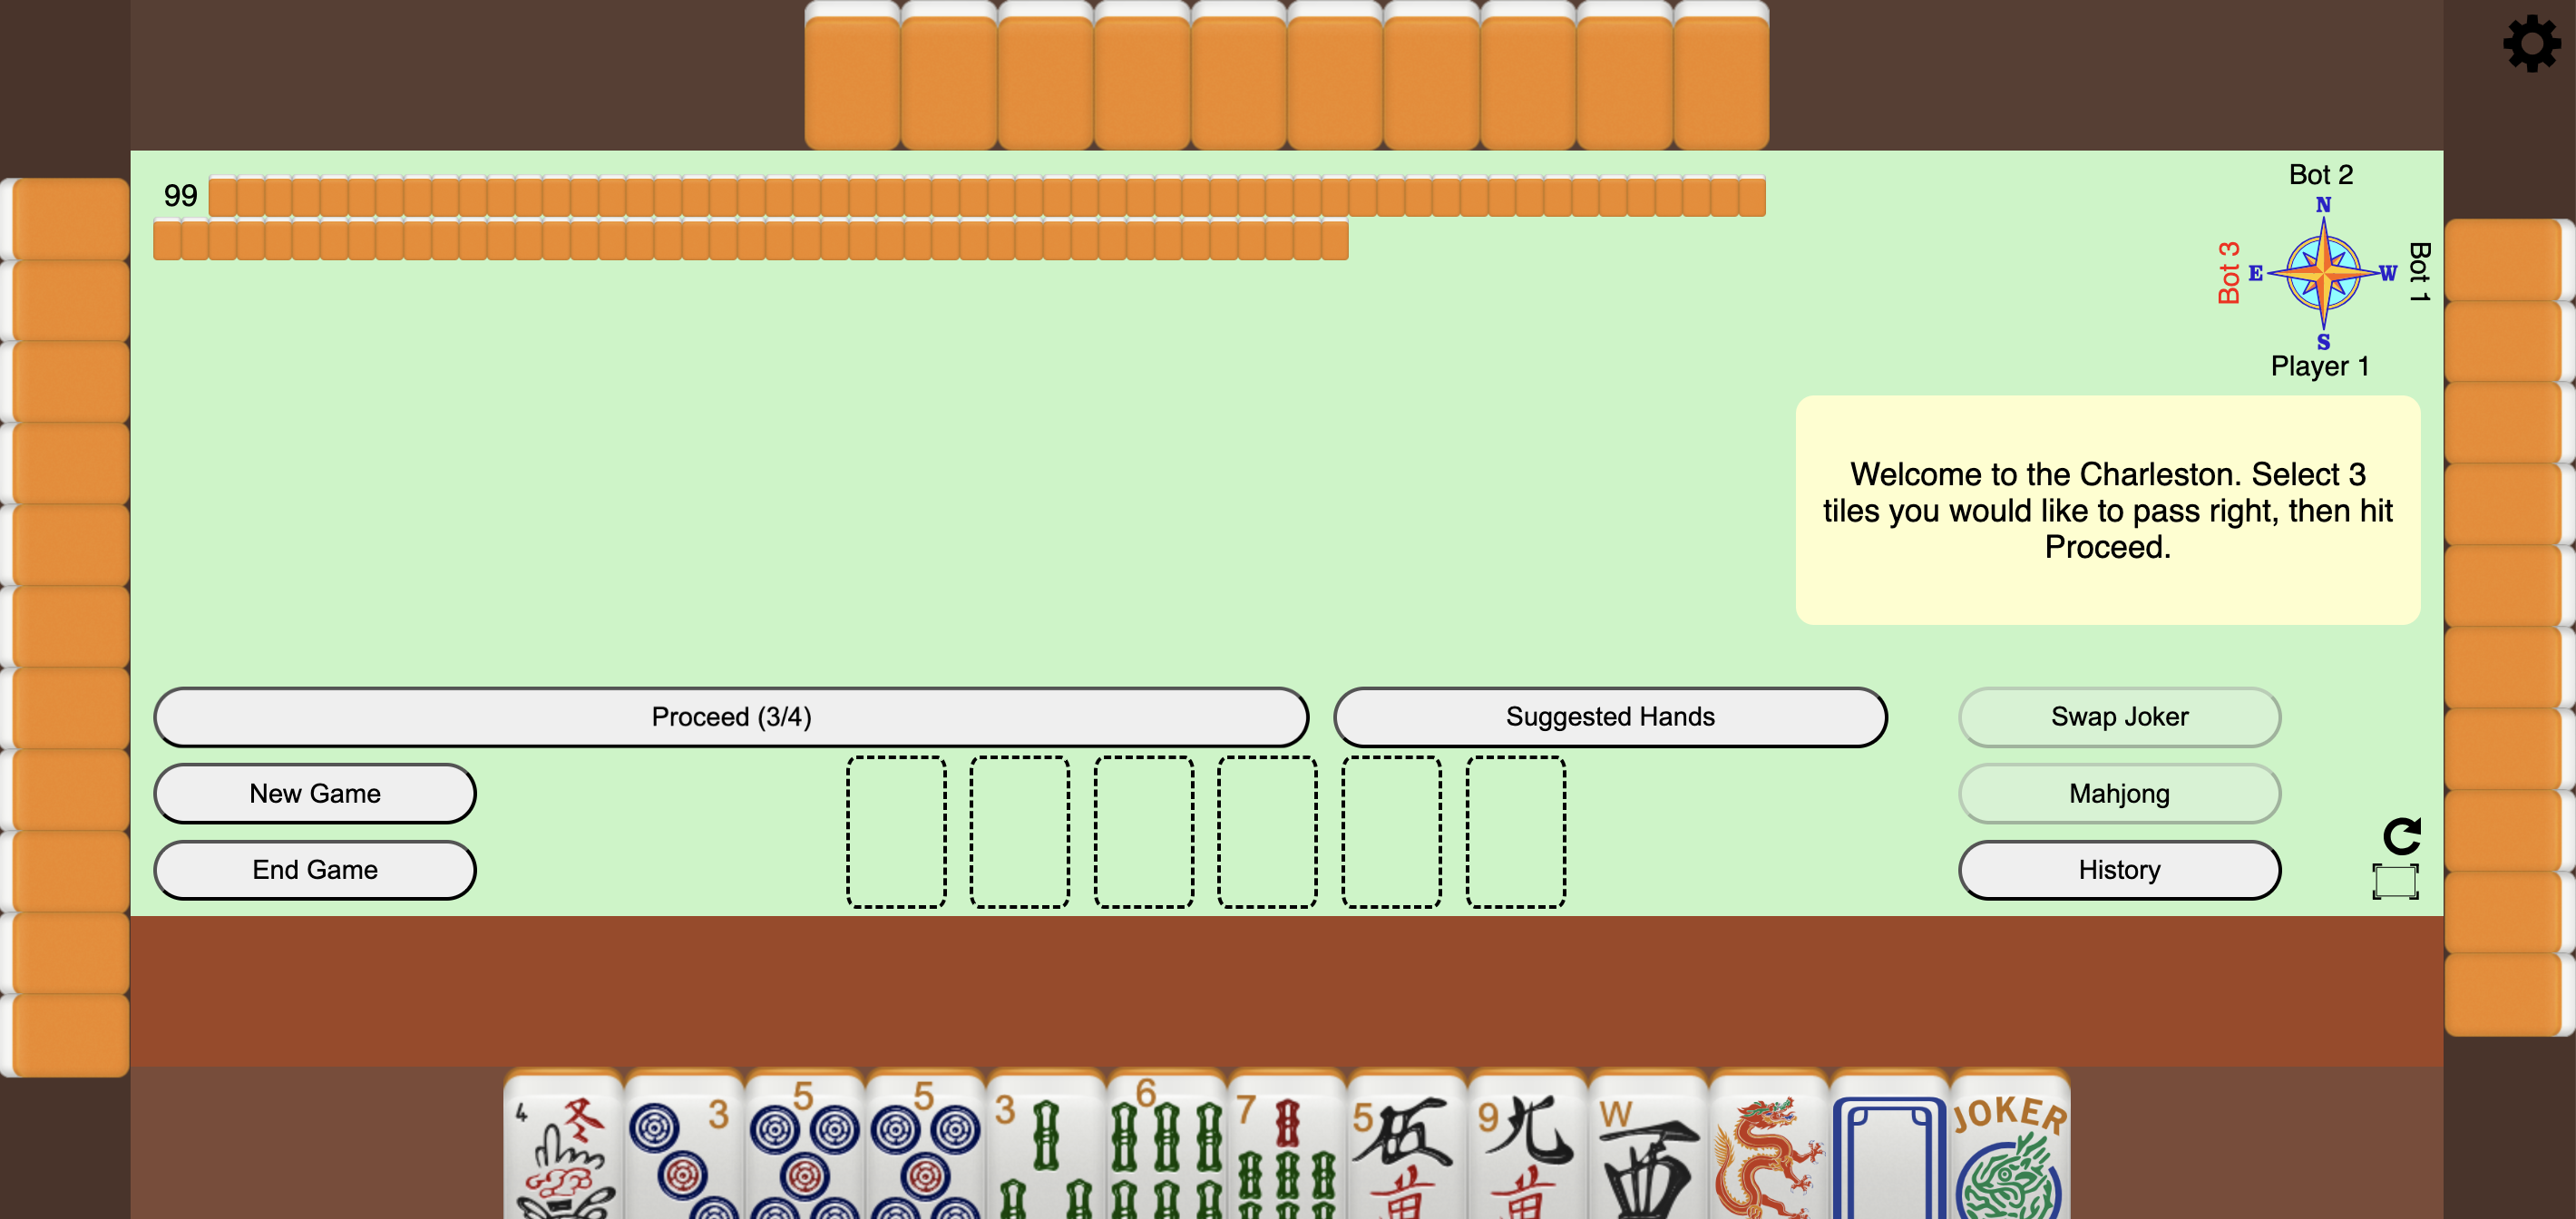 99
Bot 2
N
Bot 3
E
W
Bot 1
S
Player 1
Welcome to the Charleston. Select 3
tiles you would like to pass right, then hit
Proceed.
Proceed (3/4)
Suggested Hands
Swap Joker
New Game
Mahjong
End Game
History
4 冬
3
5
5
3
6
7
5 伍萬
9 九萬
W 西
JOKER